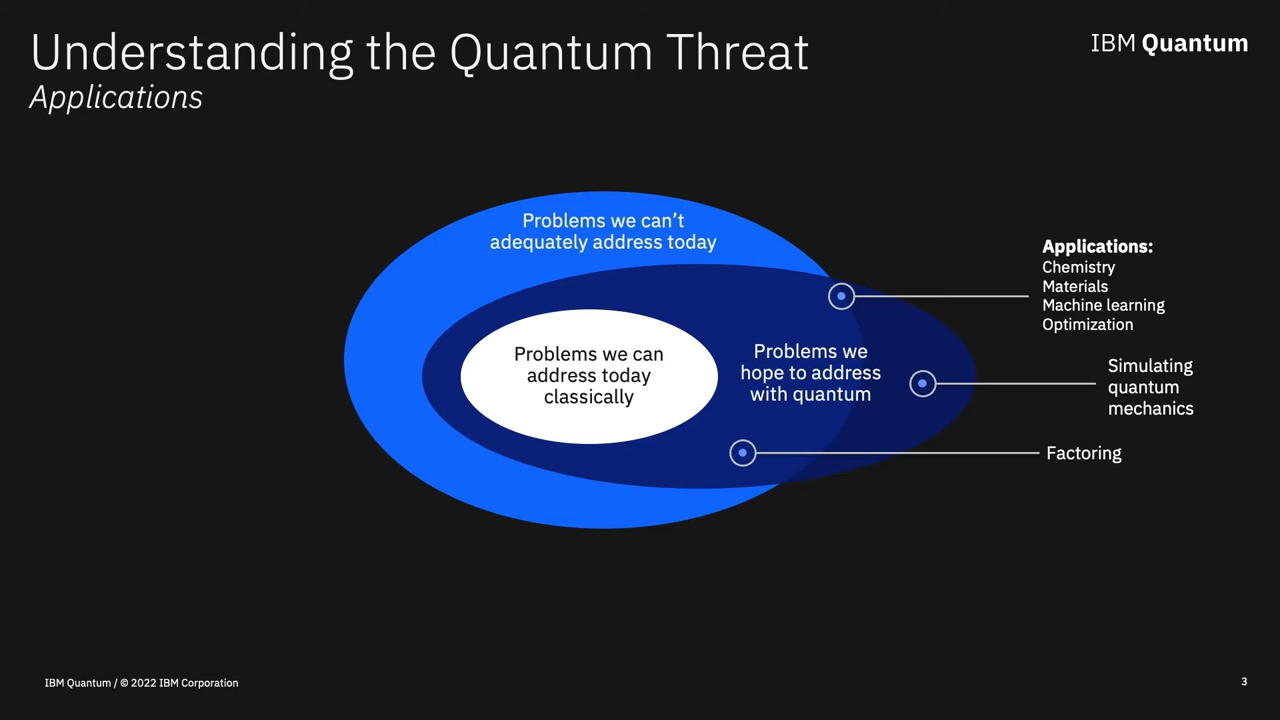 Understanding the Quantum Threat
Applications
IBM Quantum
Problems we can’t
adequately address today
Problems we can
address today
classically
Problems we
hope to address
with quantum
Applications:
Chemistry
Materials
Machine learning
Optimization
Simulating
quantum
mechanics
Factoring
IBM Quantum / © 2022 IBM Corporation
3